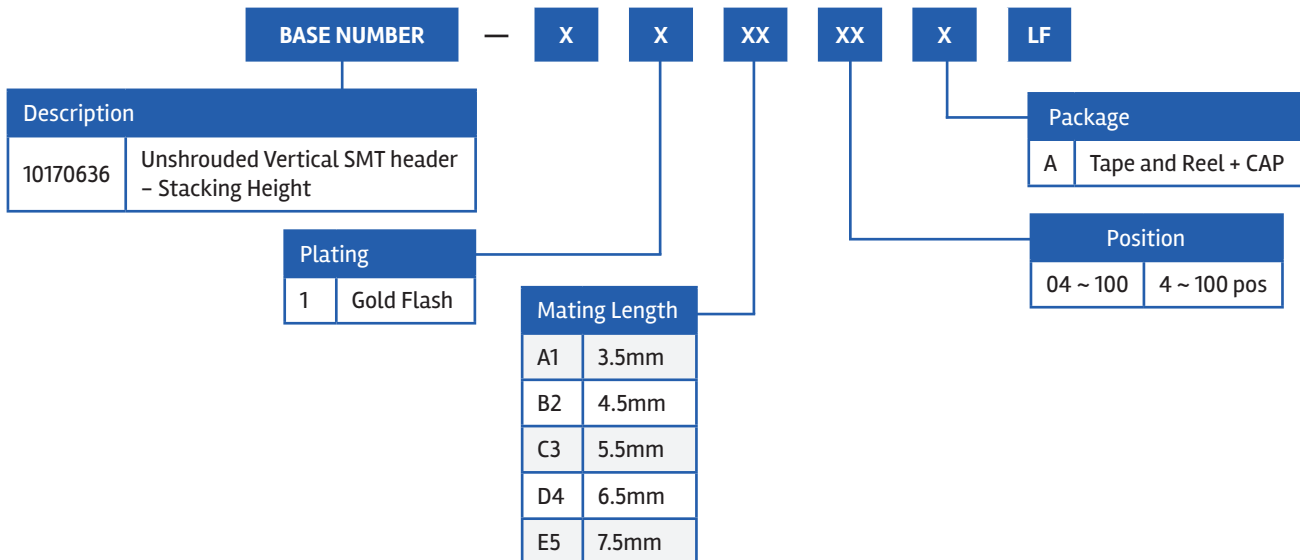 BASE NUMBER — X X XX XX X LF
Description
10170636 Unshrouded Vertical SMT header
– Stacking Height
Package
A Tape and Reel + CAP
Plating
1 Gold Flash
Position
04 ~ 100 4 ~ 100 pos
Mating Length
A1 3.5mm
B2 4.5mm
C3 5.5mm
D4 6.5mm
E5 7.5mm